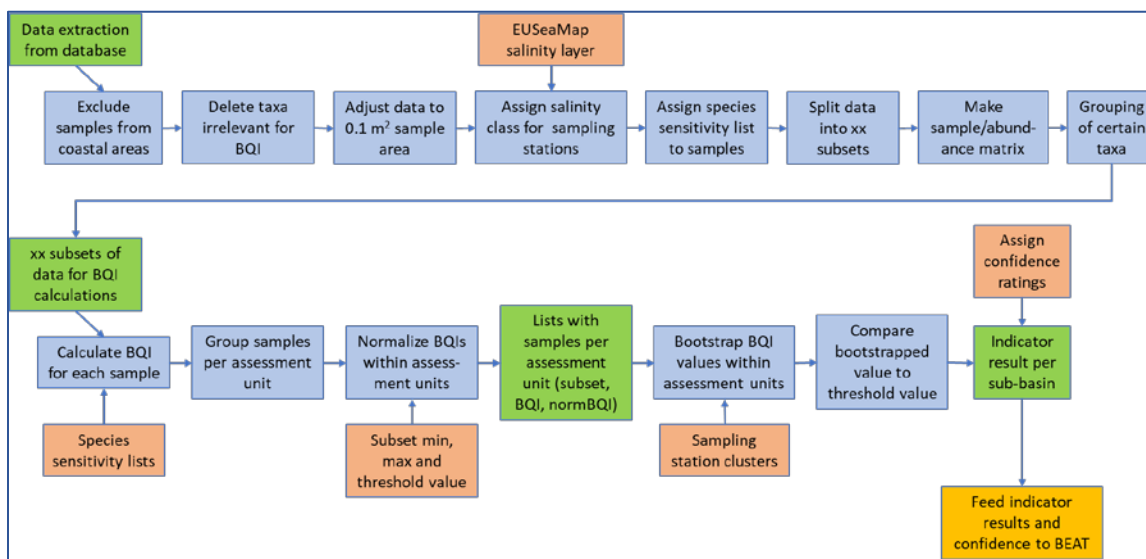 Data extraction
from database
EUSeaMap
salinity layer
Exclude
samples from
coastal areas
Delete taxa
irrelevant for
BQI
Adjust data to
0.1 m² sample
area
Assign salinity
class for sampling
stations
Assign species
sensitivity list
to samples
Split data
into xx
subsets
Make
sample/abund-
ance matrix
Grouping
of certain
taxa
xx subsets of
data for BQI
calculations
Assign
confidence
ratings
Calculate BQI
for each sample
Group samples
per assessment
unit
Normalize BQIs
within assess-
ment units
Lists with
samples per
assessment
unit (subset,
BQI, normBQI)
Bootstrap BQI
values within
assessment units
Compare
bootstrapped
value to
threshold value
Indicator
result per
sub-basin
Species
sensitivity lists
Subset min,
max and
threshold value
Sampling
station clusters
Feed indicator
results and
confidence to BEAT